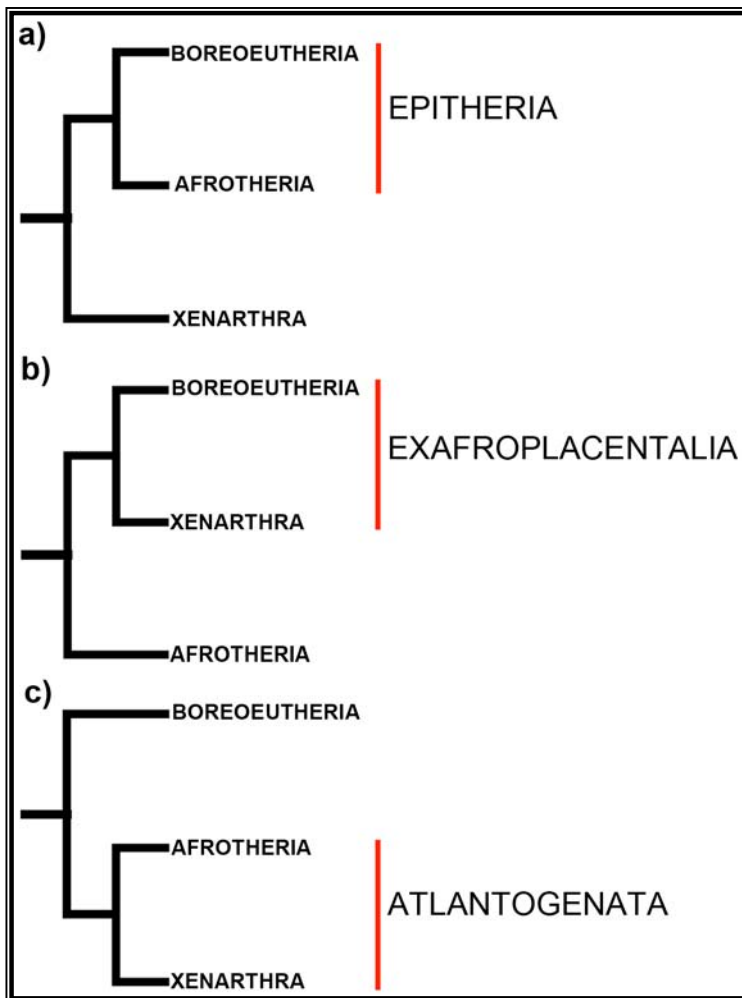 a)
BOREOEUTHERIA
EPITHERIA
AFROTHERIA
XENARTHRA
b)
BOREOEUTHERIA
EXAFROPLACENTALIA
XENARTHRA
AFROTHERIA
c)
BOREOEUTHERIA
AFROTHERIA
ATLANTOGENATA
XENARTHRA